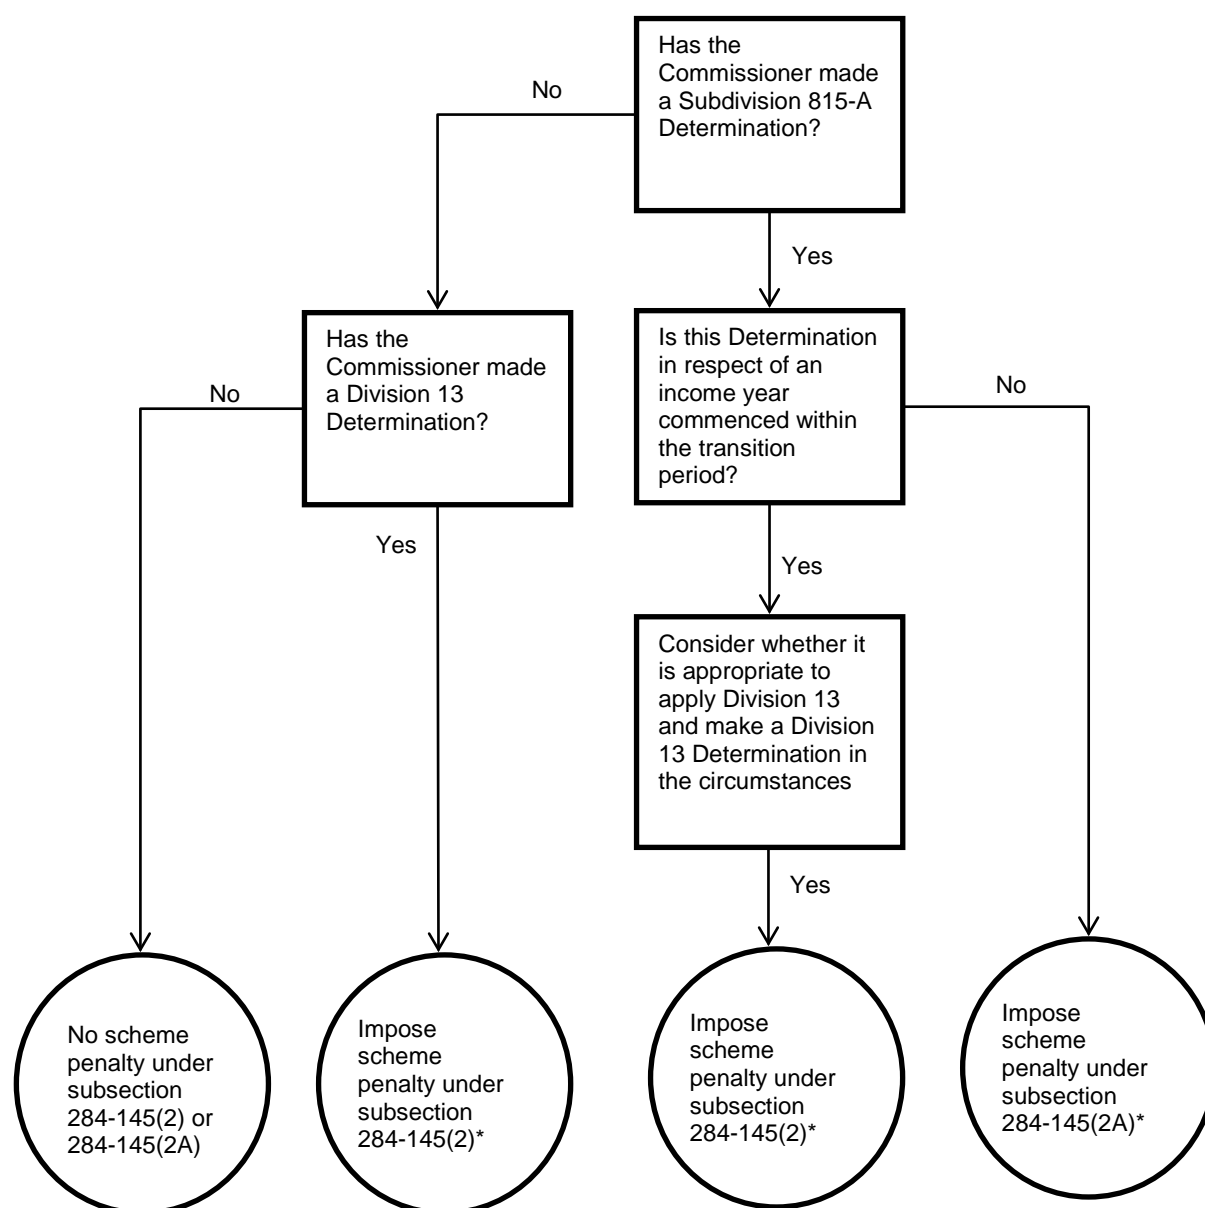 Has the
Commissioner made
a Subdivision 815-A
Determination?
No
Yes
Has the
Commissioner made
a Division 13
Determination?
Is this Determination
in respect of an
income year
commenced within
the transition
period?
No
No
Yes
Yes
Consider whether it
is appropriate to
apply Division 13
and make a Division
13 Determination in
the circumstances
Yes
No scheme
penalty under
subsection
284-145(2) or
284-145(2A)
Impose
scheme
penalty under
subsection
284-145(2)*
Impose
scheme
penalty under
subsection
284-145(2)*
Impose
scheme
penalty under
subsection
284-145(2A)*